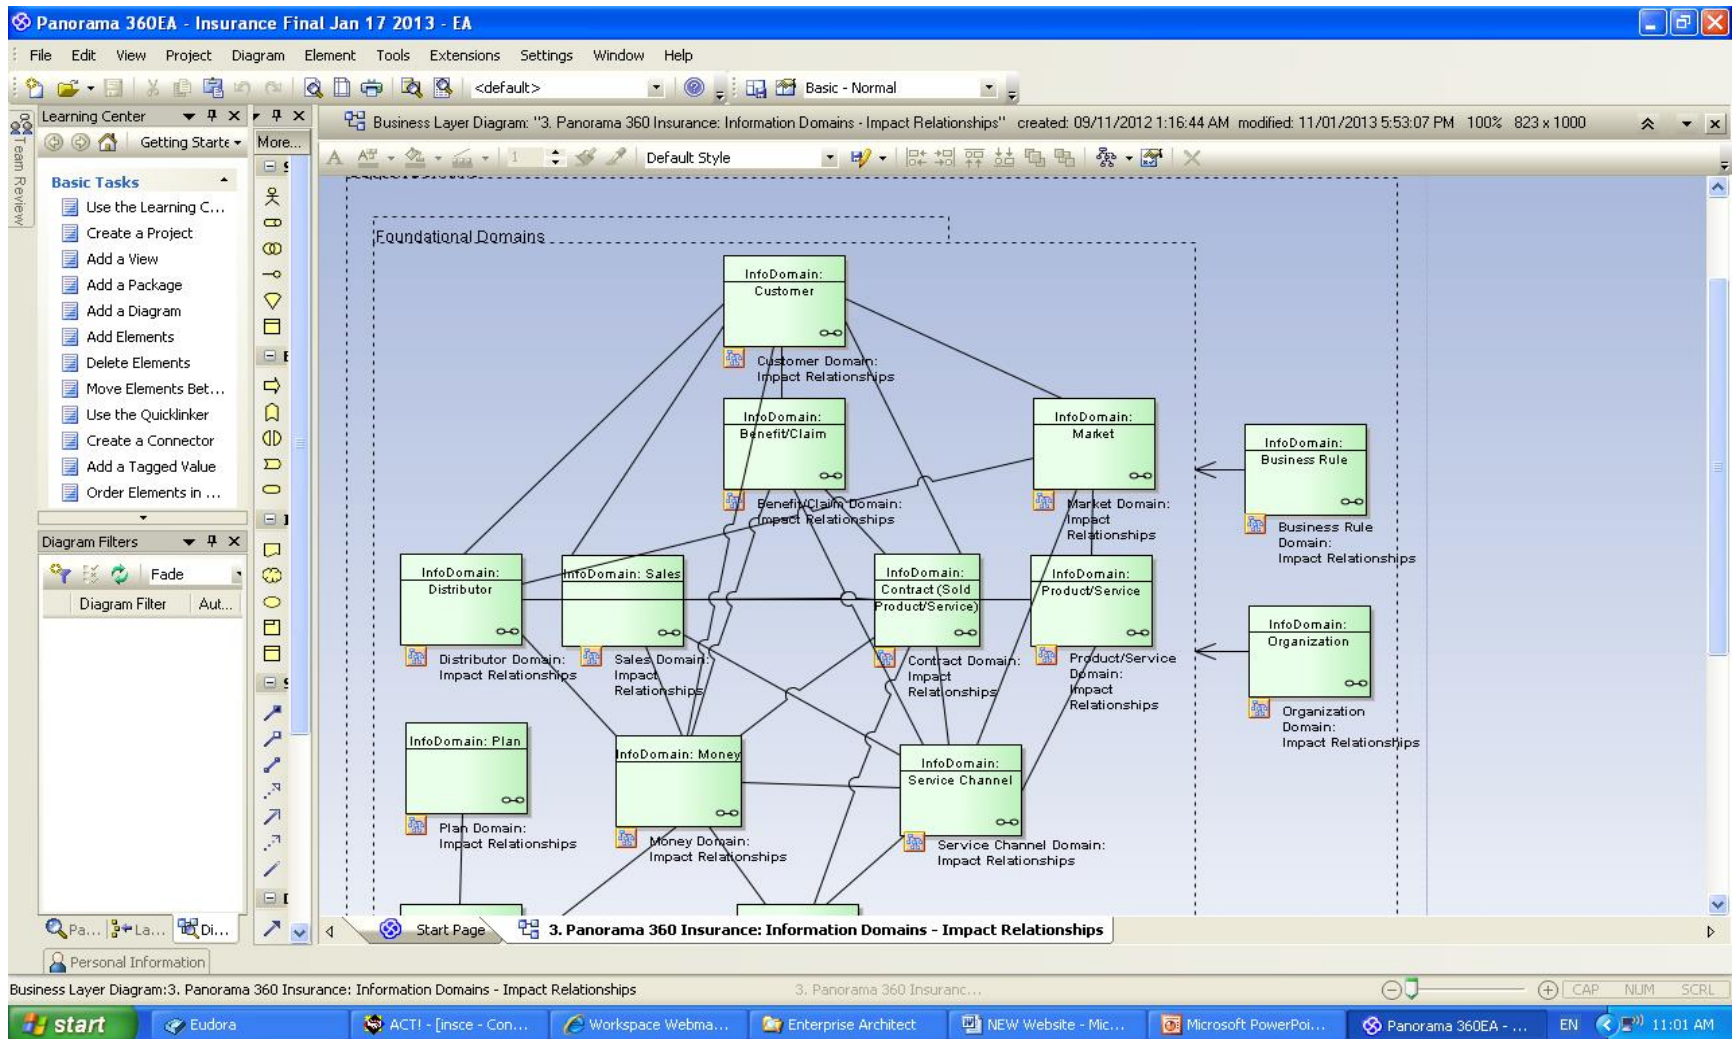 Panorama 360EA - Insurance Final Jan 17 2013 - EA
File Edit View Project Diagram Element Tools Extensions Settings Window Help
<default> Basic - Normal
Team Review
Learning Center
Getting Starte
Basic Tasks
Use the Learning C...
Create a Project
Add a View
Add a Package
Add a Diagram
Add Elements
Delete Elements
Move Elements Bet...
Use the Quicklinker
Create a Connector
Add a Tagged Value
Order Elements in ...
Diagram Filters
Fade
Diagram Filter Aut...
Pa... La... Di...
More...
Business Layer Diagram: "3. Panorama 360 Insurance: Information Domains - Impact Relationships" created: 09/11/2012 1:16:44 AM modified: 11/01/2013 5:53:07 PM 100% 823 x 1000
1 Default Style
Foundational Domains
InfoDomain:
Customer
Customer Domain:
Impact Relationships
InfoDomain:
Benefit/Claim
Benefit/Claim Domain:
Impact Relationships
InfoDomain:
Market
Market Domain:
Impact
Relationships
InfoDomain:
Business Rule
Business Rule
Domain:
Impact Relationships
InfoDomain:
Distributor
Distributor Domain:
Impact Relationships
InfoDomain: Sales
Sales Domain:
Impact
Relationships
InfoDomain:
Contract (Sold
Product/Service)
Contract Domain:
Impact
Relationships
InfoDomain:
Product/Service
Product/Service
Domain:
Impact
Relationships
InfoDomain:
Organization
Organization
Domain:
Impact Relationships
InfoDomain: Plan
Plan Domain:
Impact Relationships
InfoDomain: Money
Money Domain:
Impact Relationships
InfoDomain:
Service Channel
Service Channel Domain:
Impact Relationships
Start Page 3. Panorama 360 Insurance: Information Domains - Impact Relationships
Personal Information
Business Layer Diagram:3. Panorama 360 Insurance: Information Domains - Impact Relationships 3. Panorama 360 Insuranc... CAP NUM SCRL
start Eudora ACT! - [insce - Con... Workspace Webma... Enterprise Architect NEW Website - Mic... Microsoft PowerPoi... Panorama 360EA - ... EN 11:01 AM